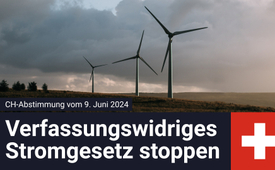 CH-Abstimmung vom 9. Juni 2024
Verfassungswidriges
Stromgesetz stoppen